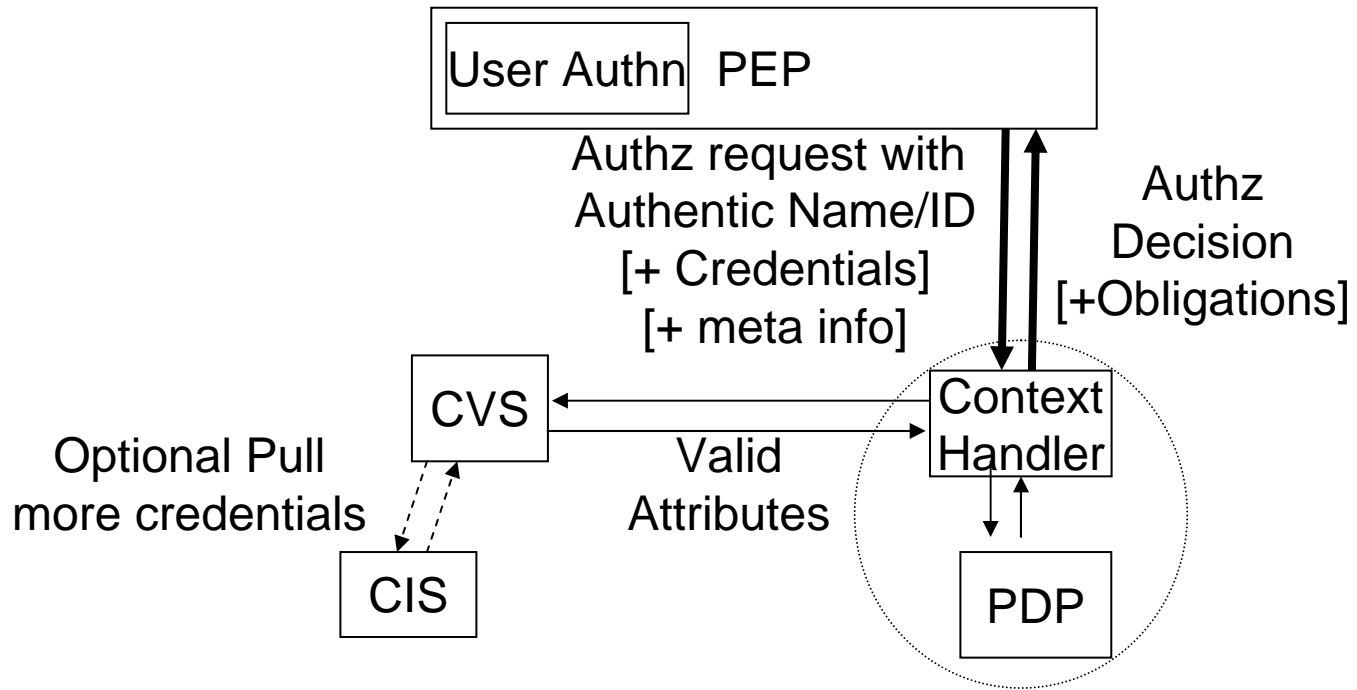 User Authn
PEP
Authz request with
Authentic Name/ID
[+ Credentials]
[+ meta info]
Authz
Decision
[+Obligations]
CVS
Context
Handler
Optional Pull
more credentials
Valid
Attributes
CIS
PDP